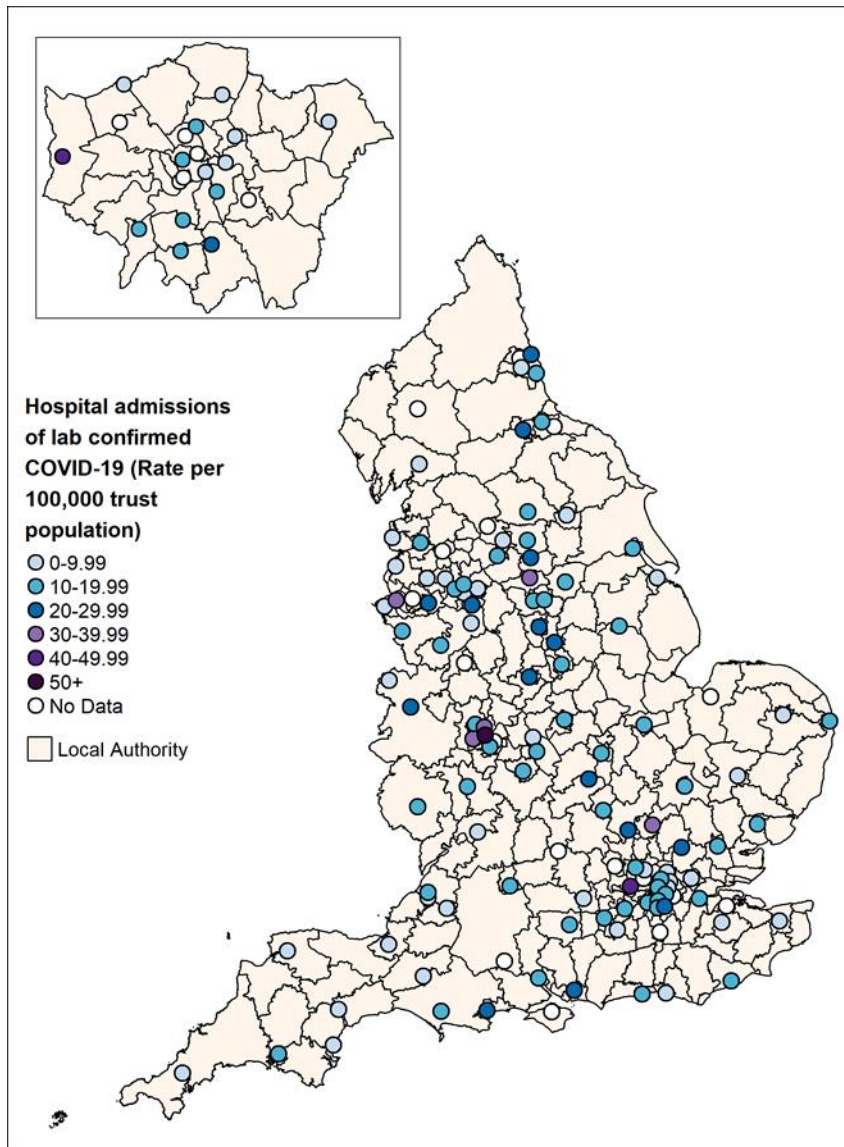 Hospital admissions
of lab confirmed
COVID-19 (Rate per
100,000 trust
population)
0-9.99
10-19.99
20-29.99
30-39.99
40-49.99
50+
No Data
Local Authority